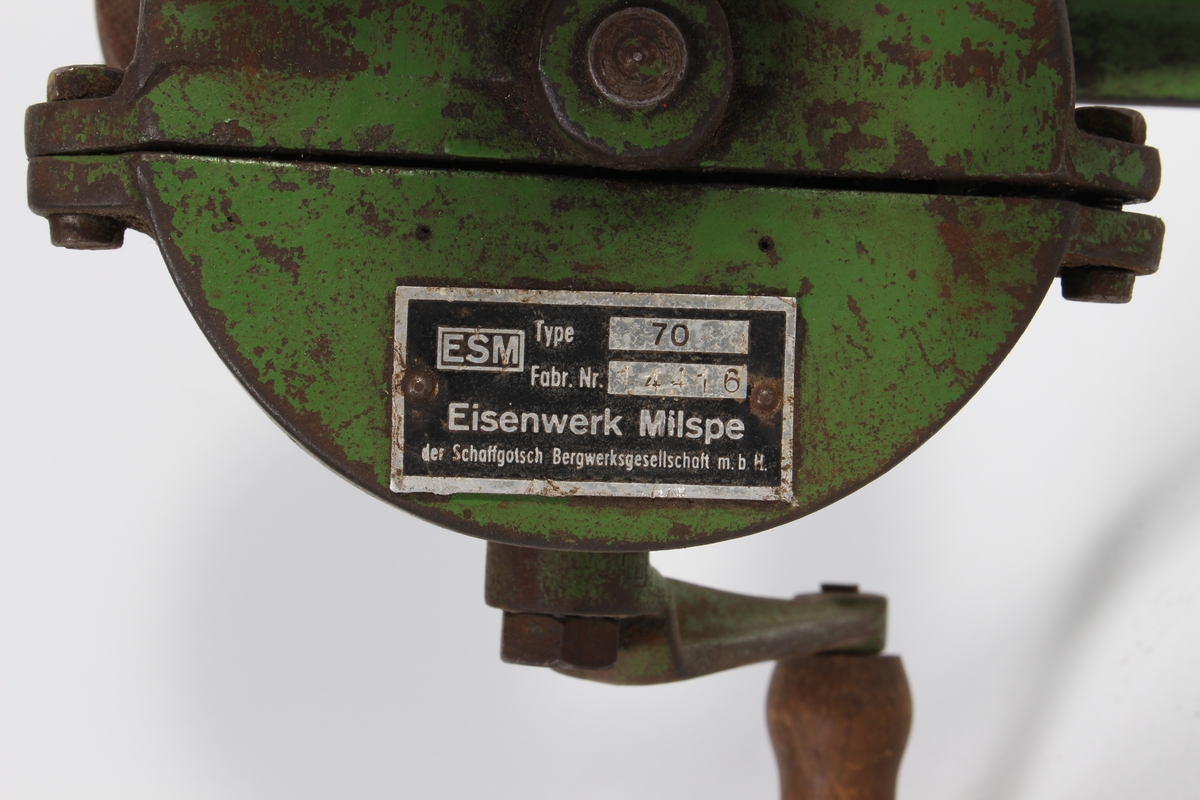 ESM Type 70
Fabr. Nr. 14416
Eisenwerk Milspe
der Schaffgotsch Bergwerksgesellschaft m.b.H.